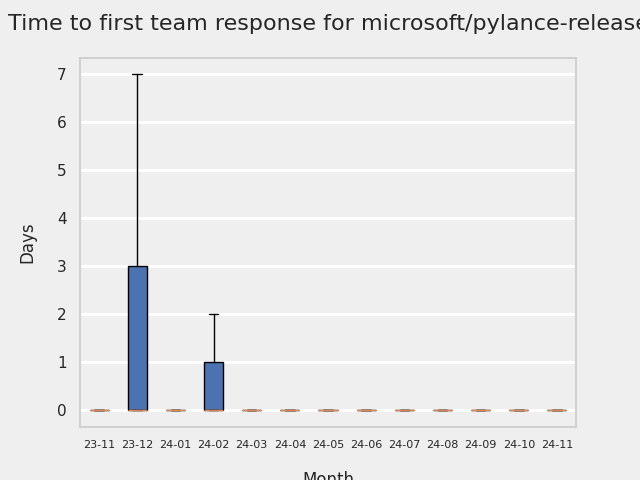 Time to first team response for microsoft/pylance-release
Days
7
6
5
4
3
2
1
0
23-11 23-12 24-01 24-02 24-03 24-04 24-05 24-06 24-07 24-08 24-09 24-10 24-11
Month